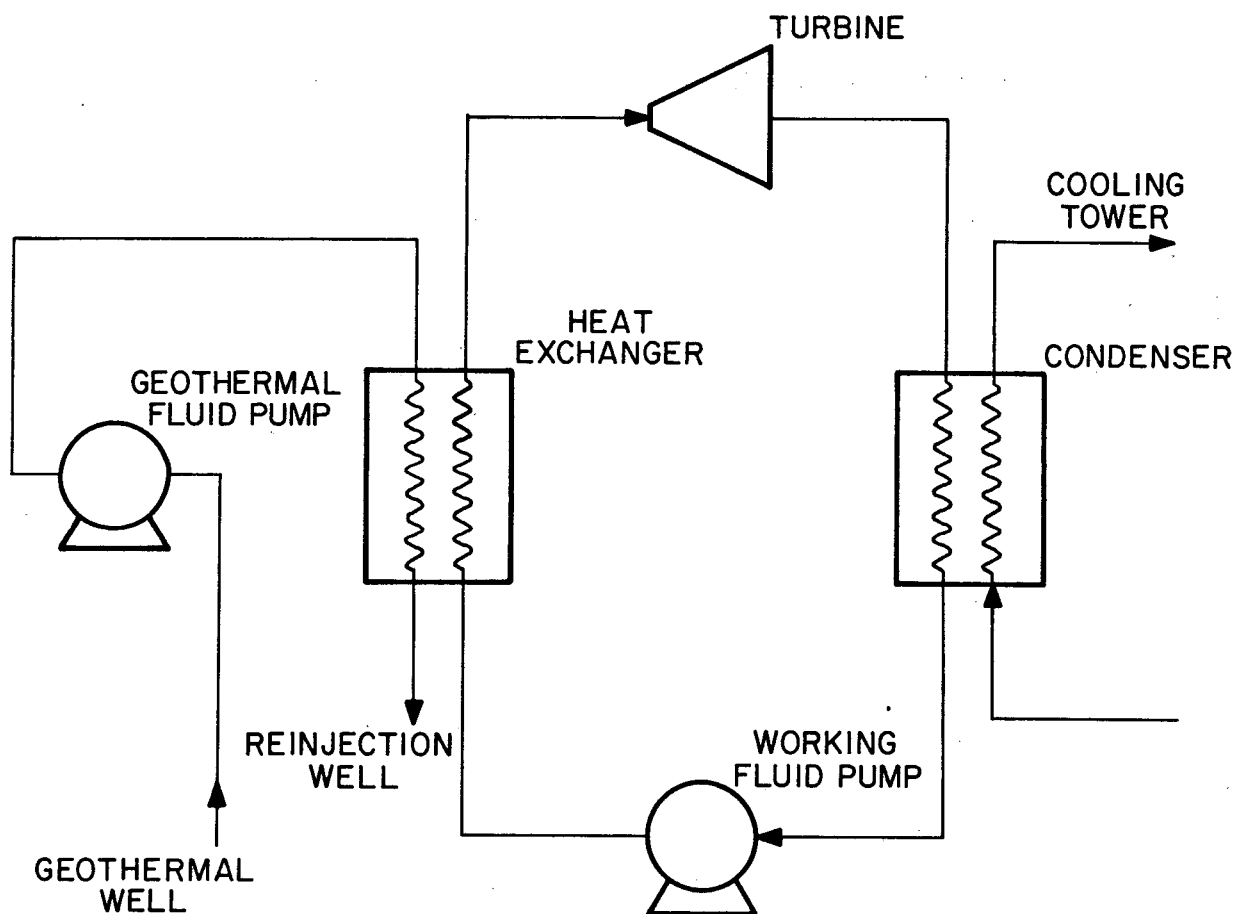 TURBINE
COOLING
TOWER
HEAT
EXCHANGER
CONDENSER
GEOTHERMAL
FLUID PUMP
REINJECTION
WELL
WORKING
FLUID PUMP
GEOTHERMAL
WELL